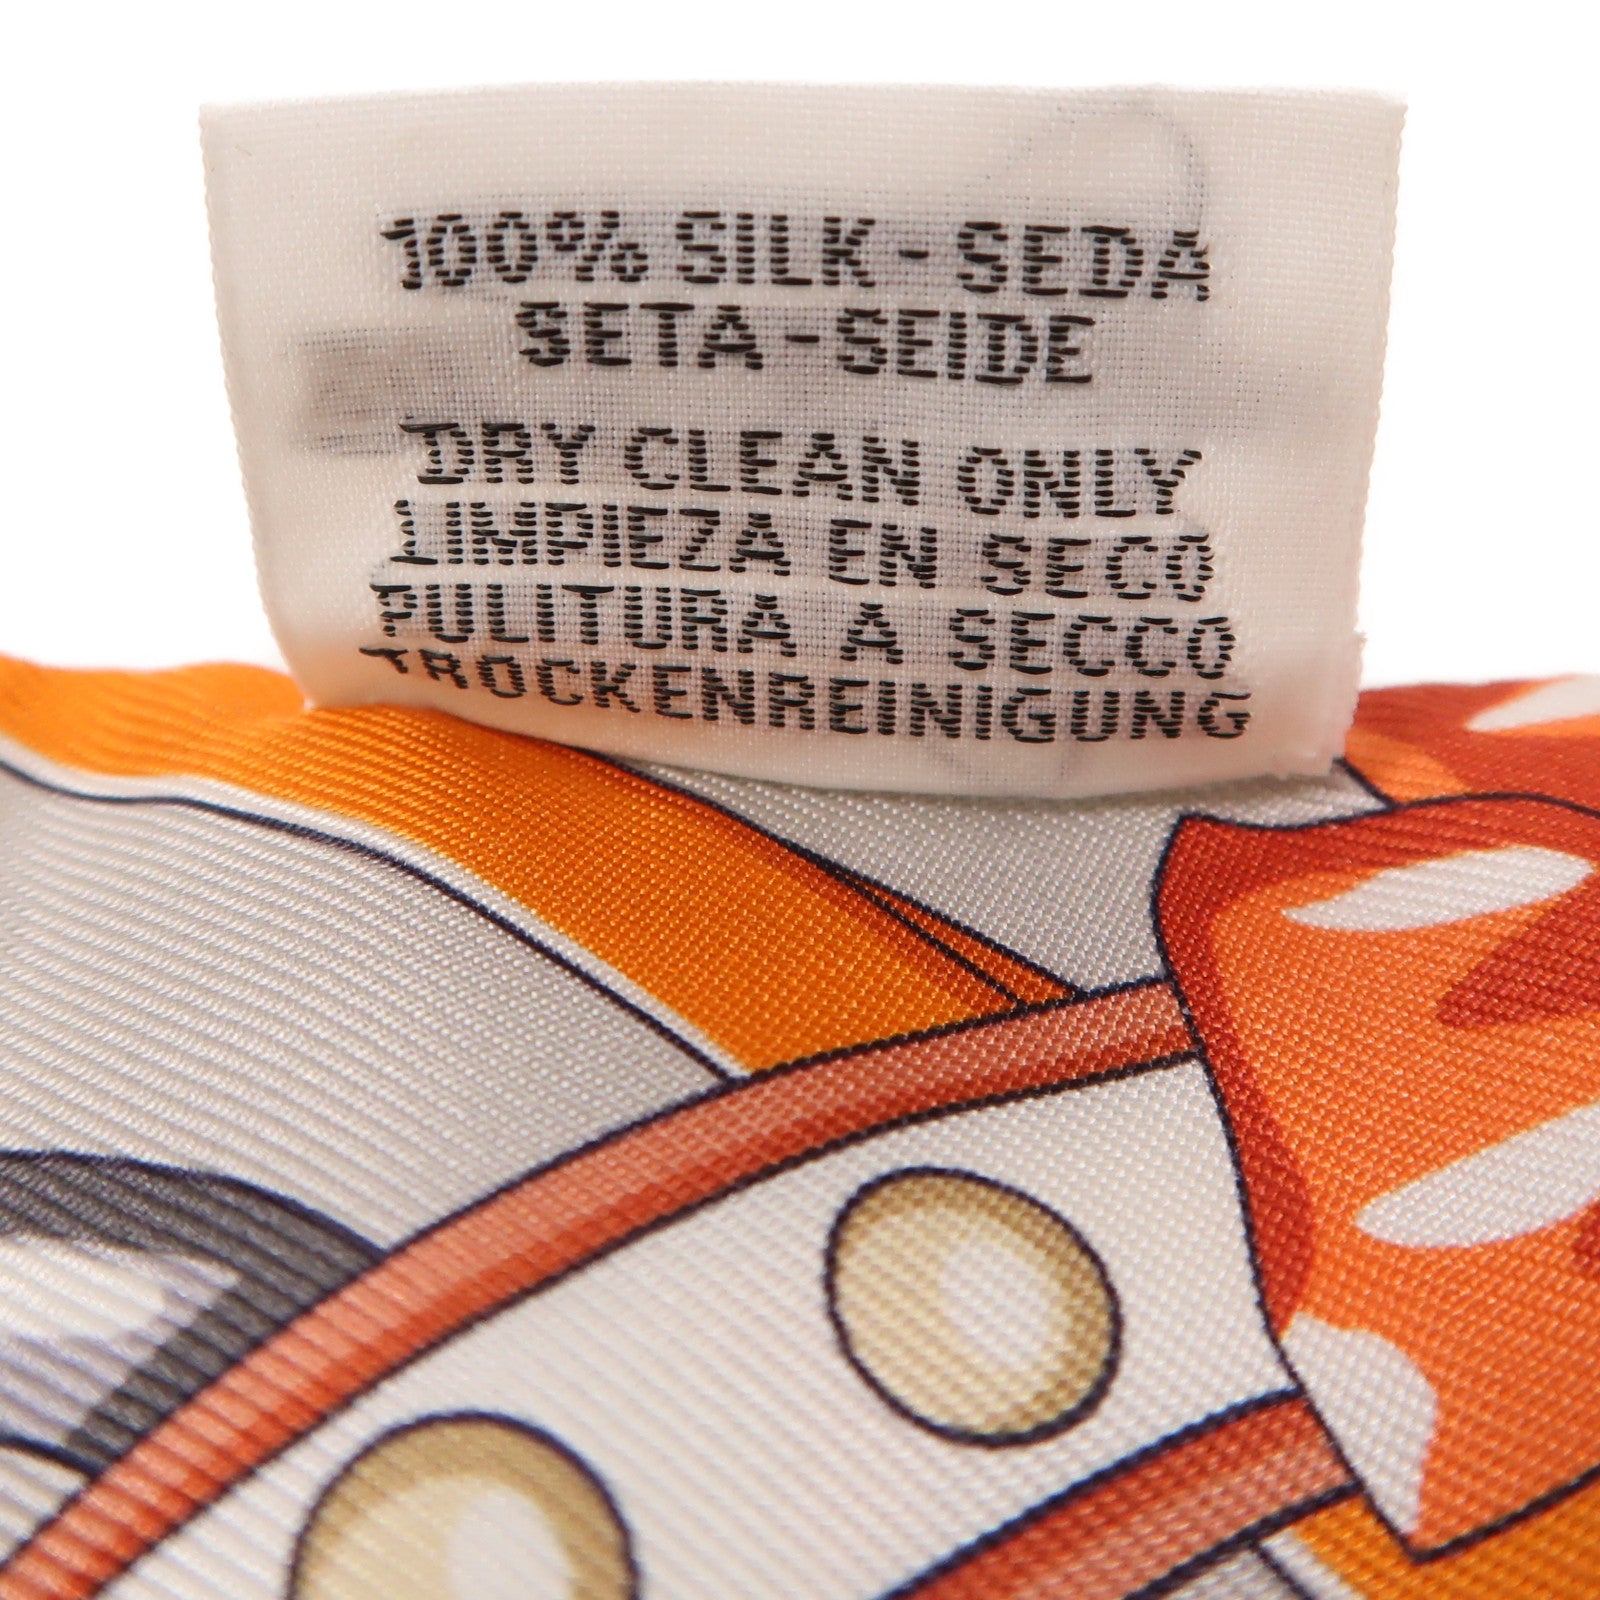 100% SILK - SEDA
SETA - SEIDE
DRY CLEAN ONLY
LIMPIEZA EN SECO
PULITURA A SECCO
TROCKENREINIGUNG